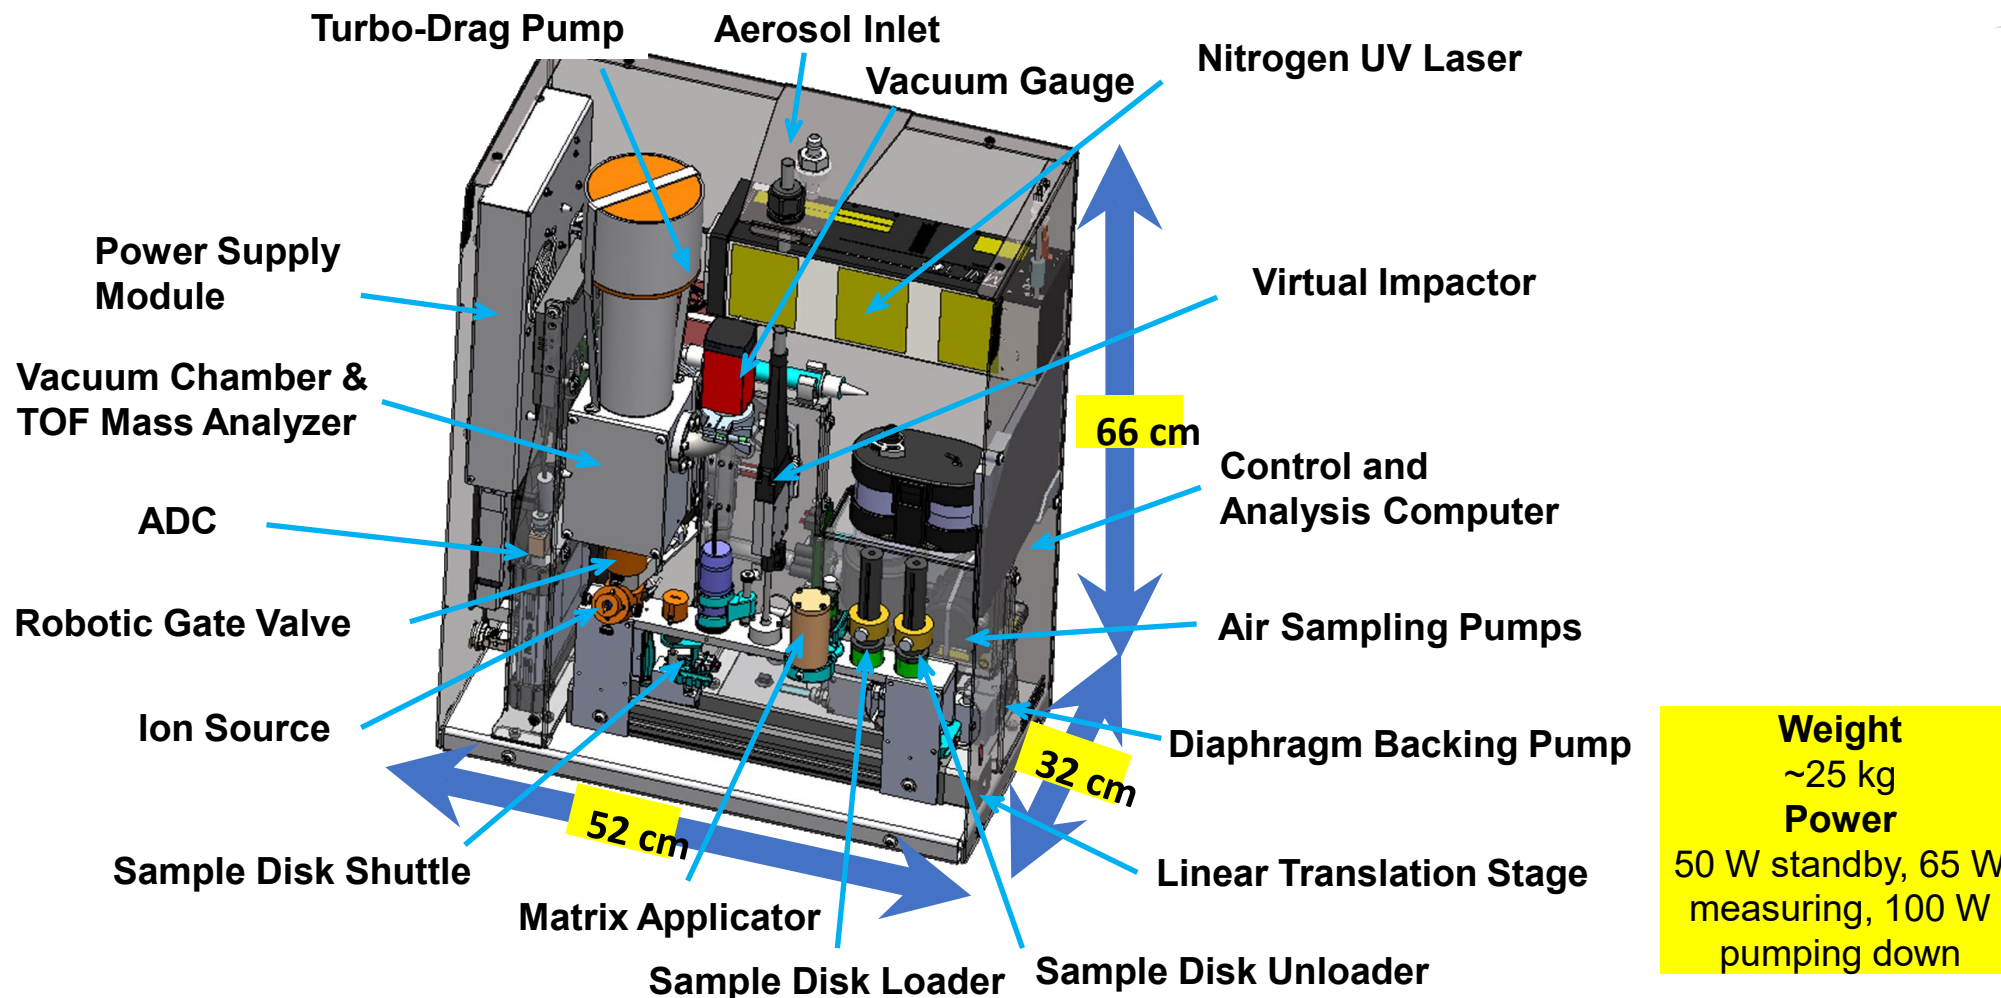 Turbo-Drag Pump
Aerosol Inlet
Vacuum Gauge
Nitrogen UV Laser
Power Supply
Module
Virtual Impactor
Vacuum Chamber &
TOF Mass Analyzer
66 cm
Control and
Analysis Computer
ADC
Robotic Gate Valve
Air Sampling Pumps
Ion Source
Diaphragm Backing Pump
32 cm
52 cm
Sample Disk Shuttle
Linear Translation Stage
Matrix Applicator
Sample Disk Loader
Sample Disk Unloader
Weight
~25 kg
Power
50 W standby, 65 W
measuring, 100 W
pumping down